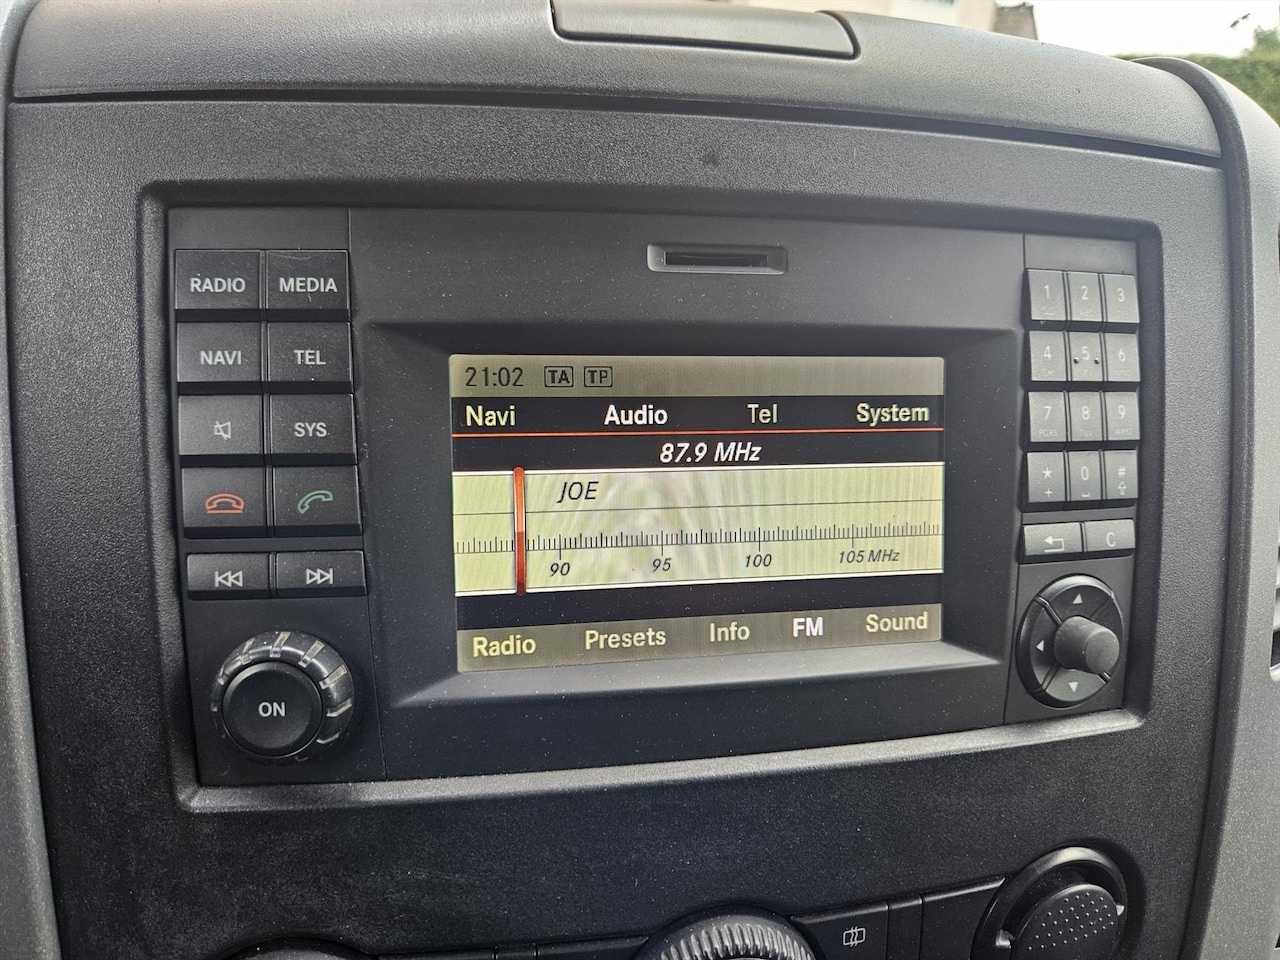 RADIO MEDIA
NAVI TEL
SYS
ON
21:02 TA TP
Navi Audio Tel System
87.9 MHz
JOE
90 95 100 105 MHz
Radio Presets Info FM Sound
1 2 3
4 5 6
7 8 9
* 0 #
+
C